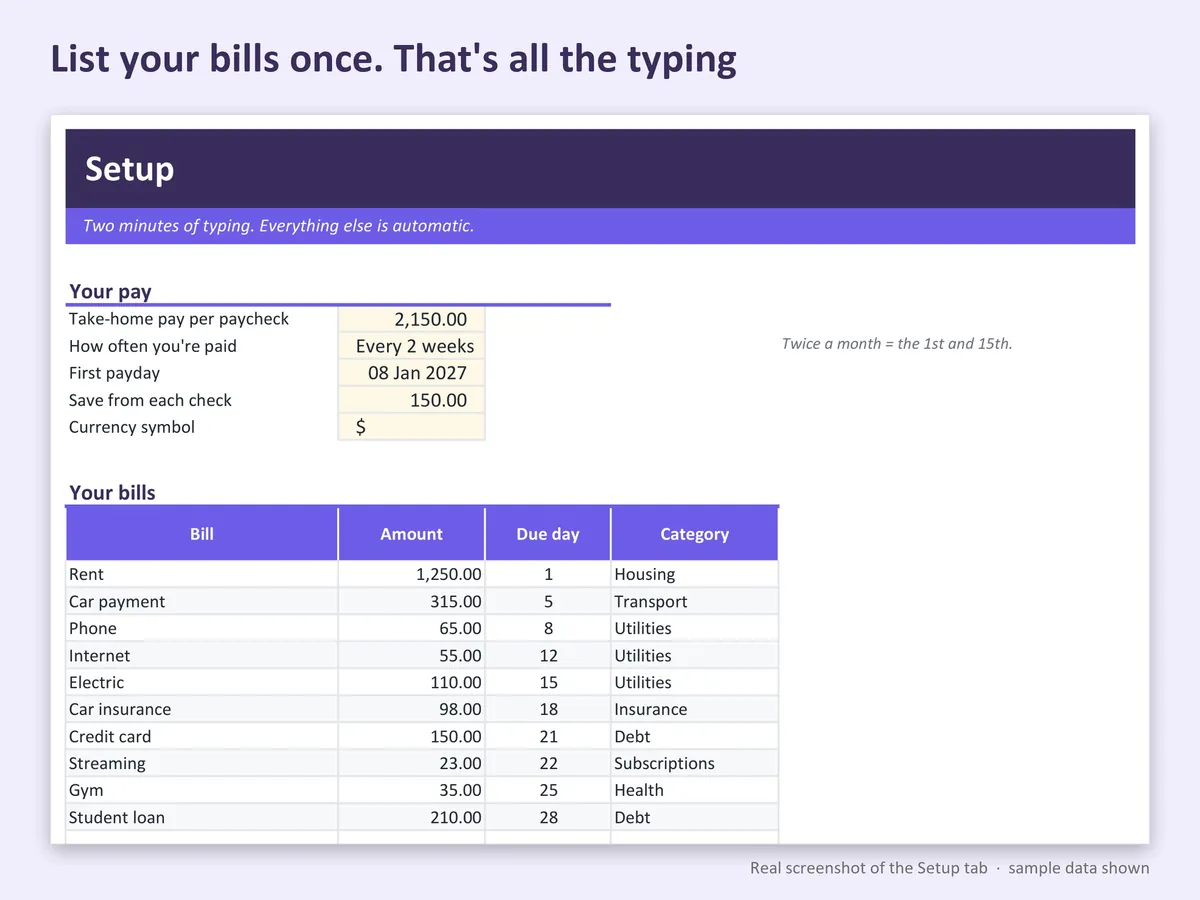 List your bills once. That's all the typing
Setup
Two minutes of typing. Everything else is automatic.
Your pay
Take-home pay per paycheck 2,150.00
How often you're paid Every 2 weeks Twice a month = the 1st and 15th.
First payday 08 Jan 2027
Save from each check 150.00
Currency symbol $
Your bills
Bill Amount Due day Category
Rent 1,250.00 1 Housing
Car payment 315.00 5 Transport
Phone 65.00 8 Utilities
Internet 55.00 12 Utilities
Electric 110.00 15 Utilities
Car insurance 98.00 18 Insurance
Credit card 150.00 21 Debt
Streaming 23.00 22 Subscriptions
Gym 35.00 25 Health
Student loan 210.00 28 Debt
Real screenshot of the Setup tab · sample data shown